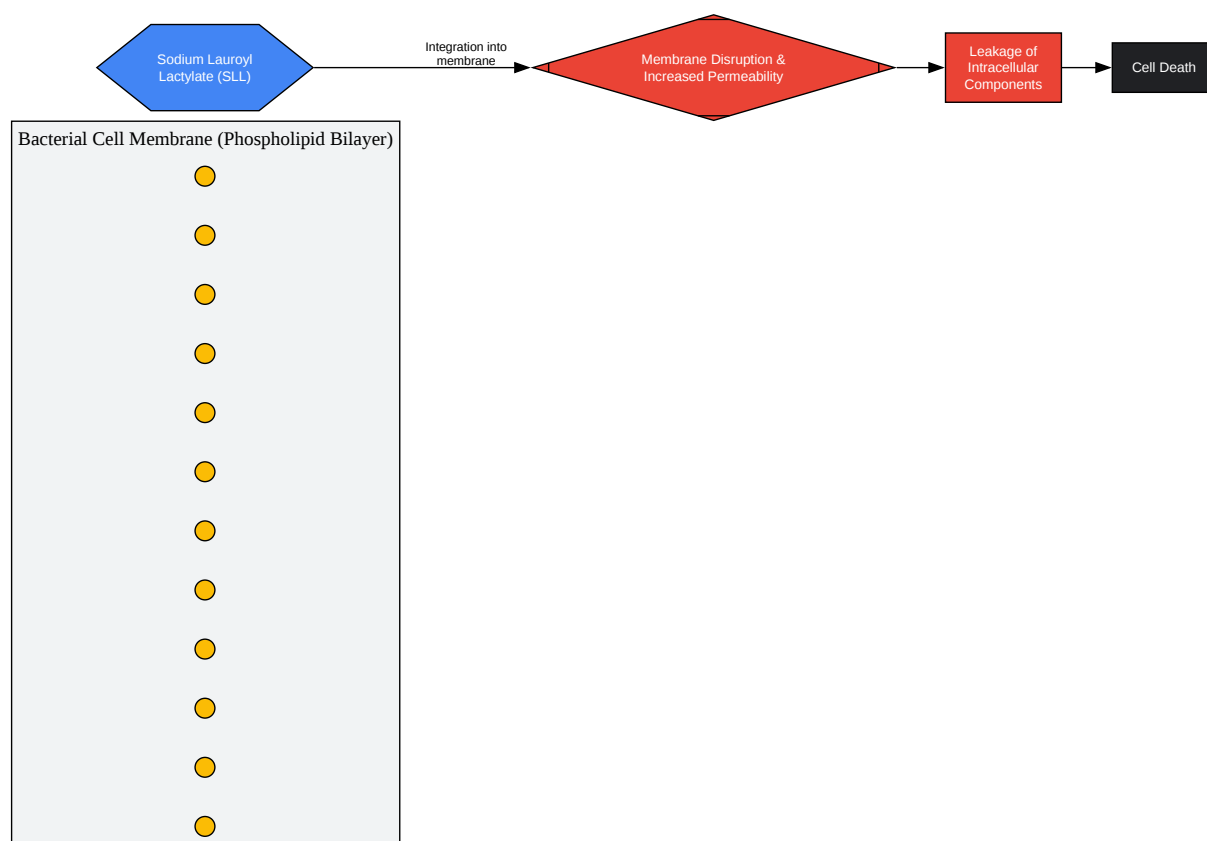 Sodium Lauroyl
Lactylate (SLL)
Integration into
membrane
Membrane Disruption &
Increased Permeability
Leakage of
Intracellular
Components
Cell Death
Bacterial Cell Membrane (Phospholipid Bilayer)